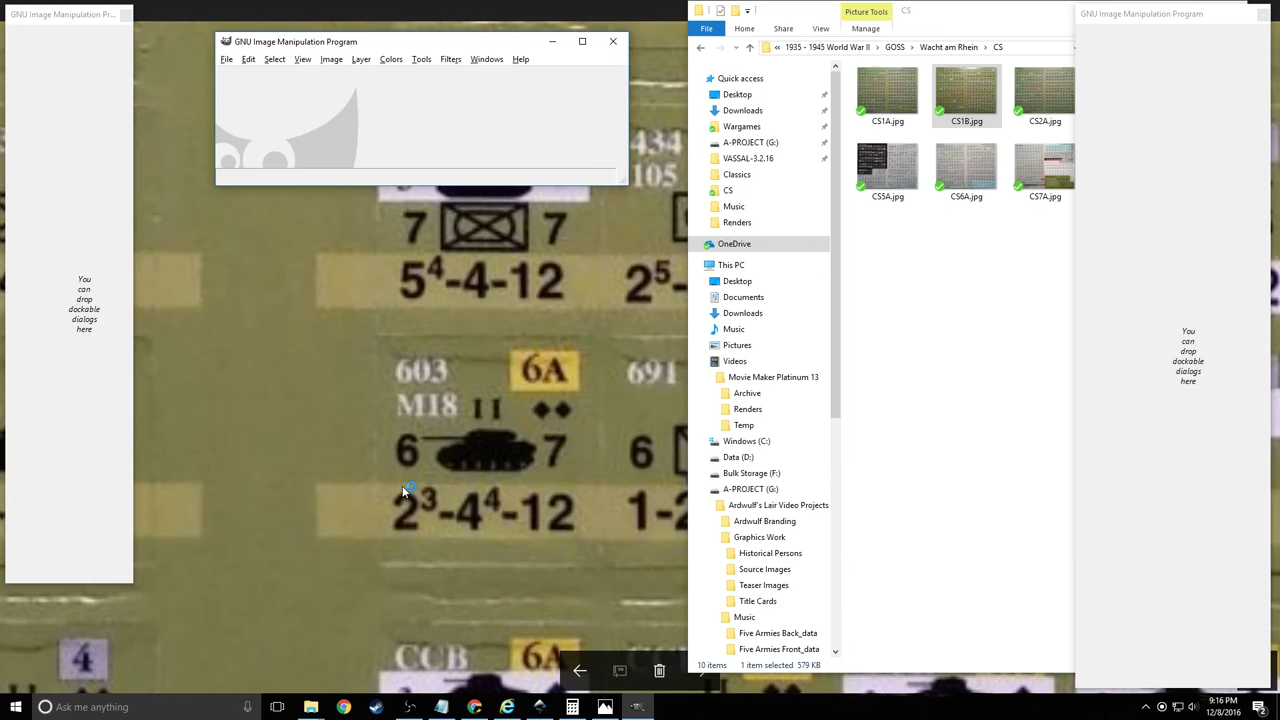 GNU Image Manipulation Pr...
You
can
drop
dockable
dialogs
here
GNU Image Manipulation Program
File Edit Select View Image Layer Colors Tools Filters Windows Help
434
105
7 7
5⁴-4-12 2⁵-
603 6A 691
M18 II
6 7 6
2³-4⁴-12 1-2
4 CCB 6A
Picture Tools CS
File Home Share View Manage
« 1935 - 1945 World War II > GOSS > Wacht am Rhein > CS
Quick access
Desktop
Downloads
Wargames
A-PROJECT (G:)
VASSAL-3.2.16
Classics
CS
Music
Renders
OneDrive
This PC
Desktop
Documents
Downloads
Music
Pictures
Videos
Movie Maker Platinum 13
Archive
Renders
Temp
Windows (C:)
Data (D:)
Bulk Storage (F:)
A-PROJECT (G:)
Ardwulf's Lair Video Projects
Ardwulf Branding
Graphics Work
Historical Persons
Source Images
Teaser Images
Title Cards
Music
Five Armies Back_data
Five Armies Front_data
CS1A.jpg CS1B.jpg CS2A.jpg
CS5A.jpg CS6A.jpg CS7A.jpg
10 items 1 item selected 579 KB
GNU Image Manipulation Program
You
can
drop
dockable
dialogs
here
Ask me anything
9:16 PM
12/8/2016
2